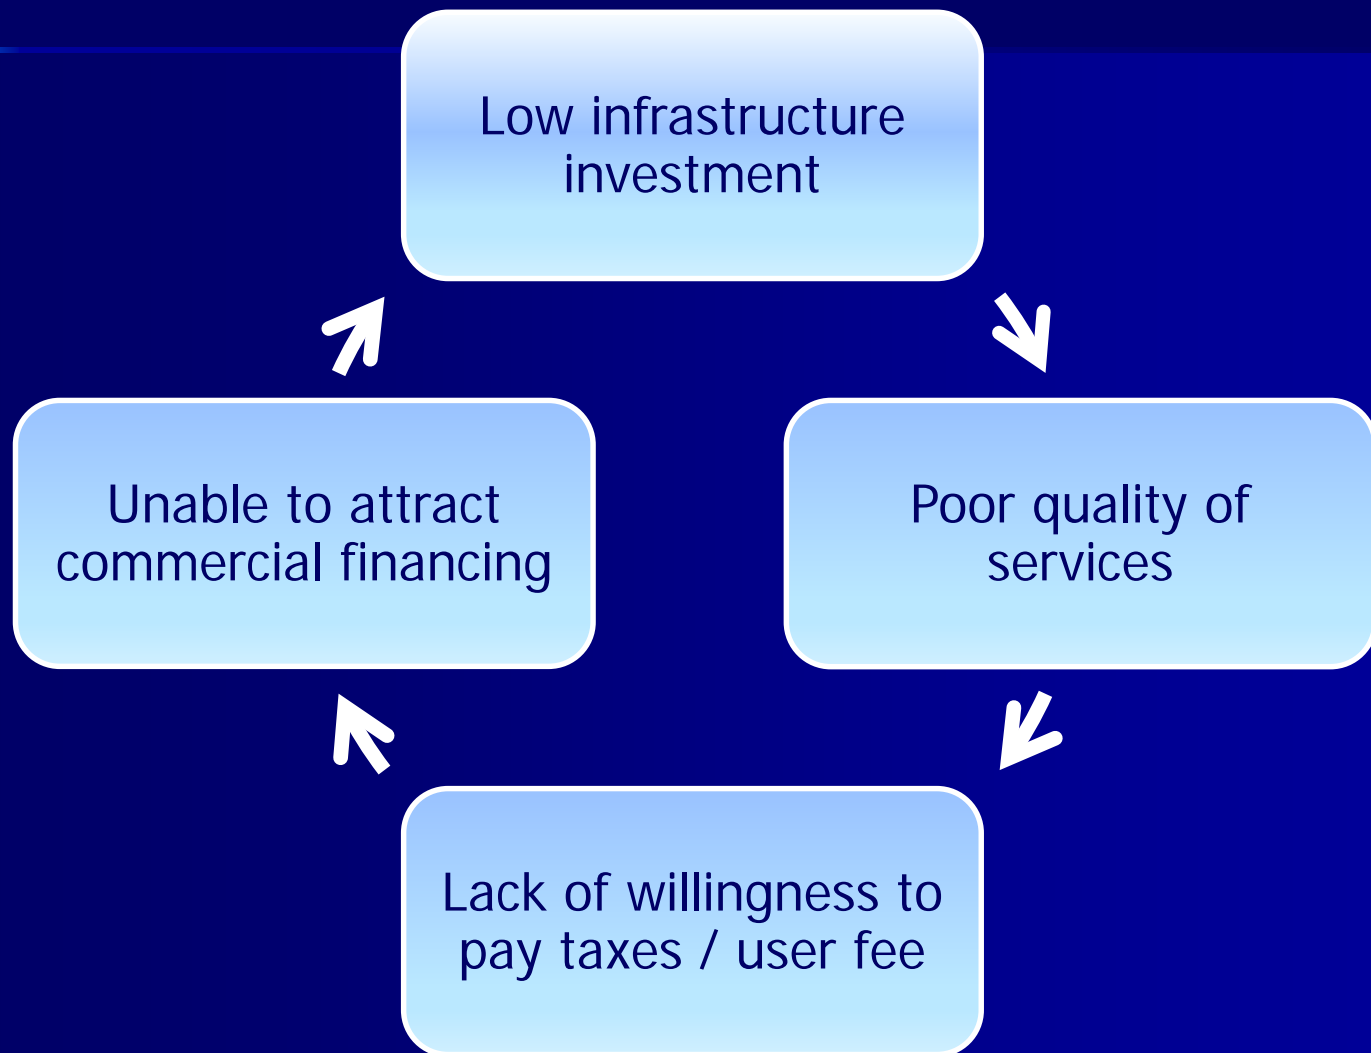 Low infrastructure
investment
Unable to attract
commercial financing
Poor quality of
services
Lack of willingness to
pay taxes / user fee